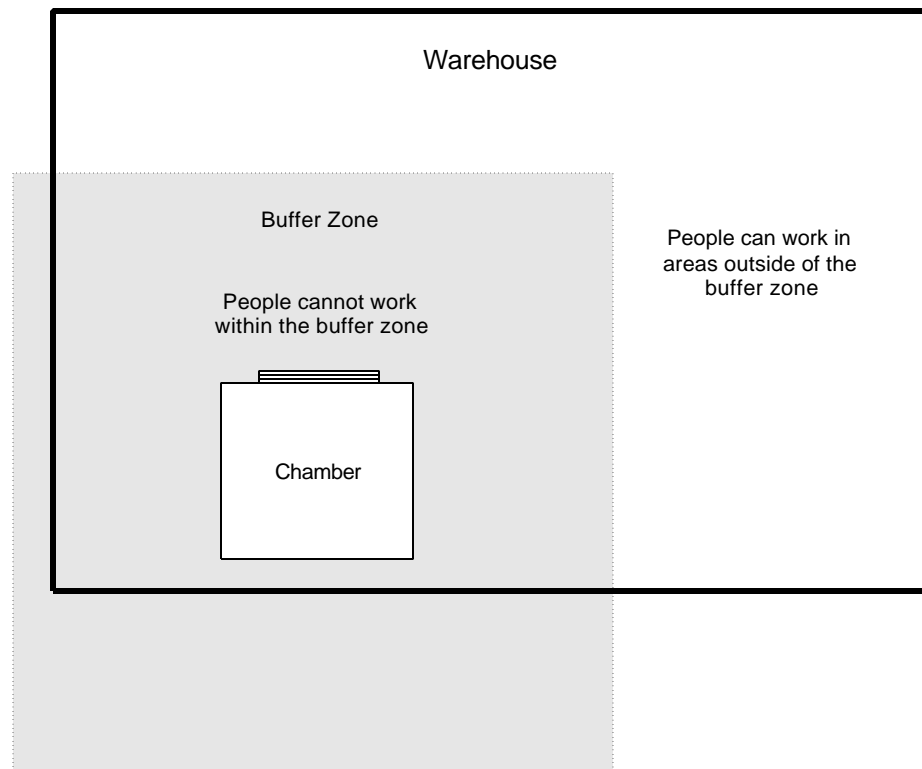 Warehouse
Buffer Zone
People can work in
areas outside of the
buffer zone
People cannot work
within the buffer zone
Chamber